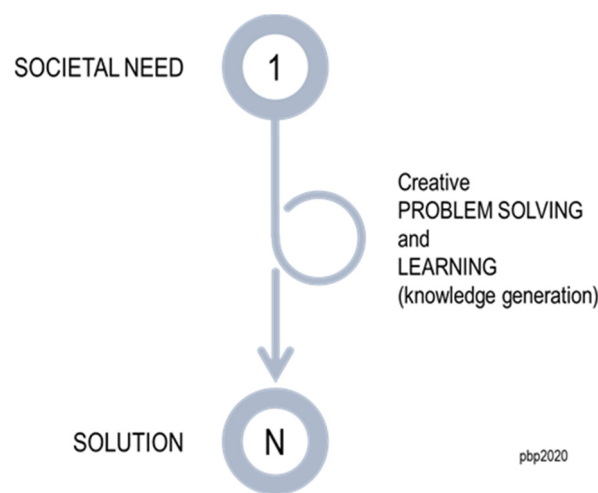 SOCIETAL NEED
1
Creative
PROBLEM SOLVING
and
LEARNING
(knowledge generation)
SOLUTION
N
pbp2020